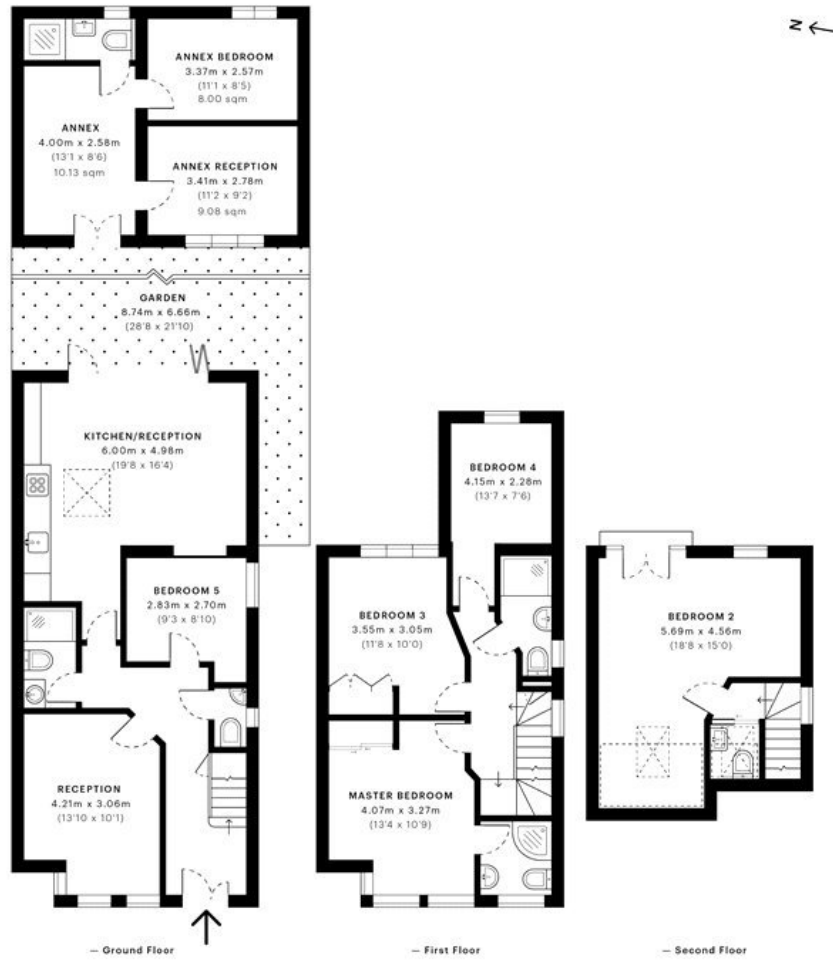 N
ANNEX BEDROOM
3.37m x 2.57m
(11'1 x 8'5)
8.00 sqm
ANNEX
4.00m x 2.58m
(13'1 x 8'6)
10.13 sqm
ANNEX RECEPTION
3.41m x 2.78m
(11'2 x 9'2)
9.08 sqm
GARDEN
8.74m x 6.66m
(28'8 x 21'10)
KITCHEN/RECEPTION
6.00m x 4.98m
(19'8 x 16'4)
BEDROOM 5
2.83m x 2.70m
(9'3 x 8'10)
RECEPTION
4.21m x 3.06m
(13'10 x 10'1)
— Ground Floor
BEDROOM 4
4.15m x 2.28m
(13'7 x 7'6)
BEDROOM 3
3.55m x 3.05m
(11'8 x 10'0)
MASTER BEDROOM
4.07m x 3.27m
(13'4 x 10'9)
— First Floor
BEDROOM 2
5.69m x 4.56m
(18'8 x 15'0)
— Second Floor